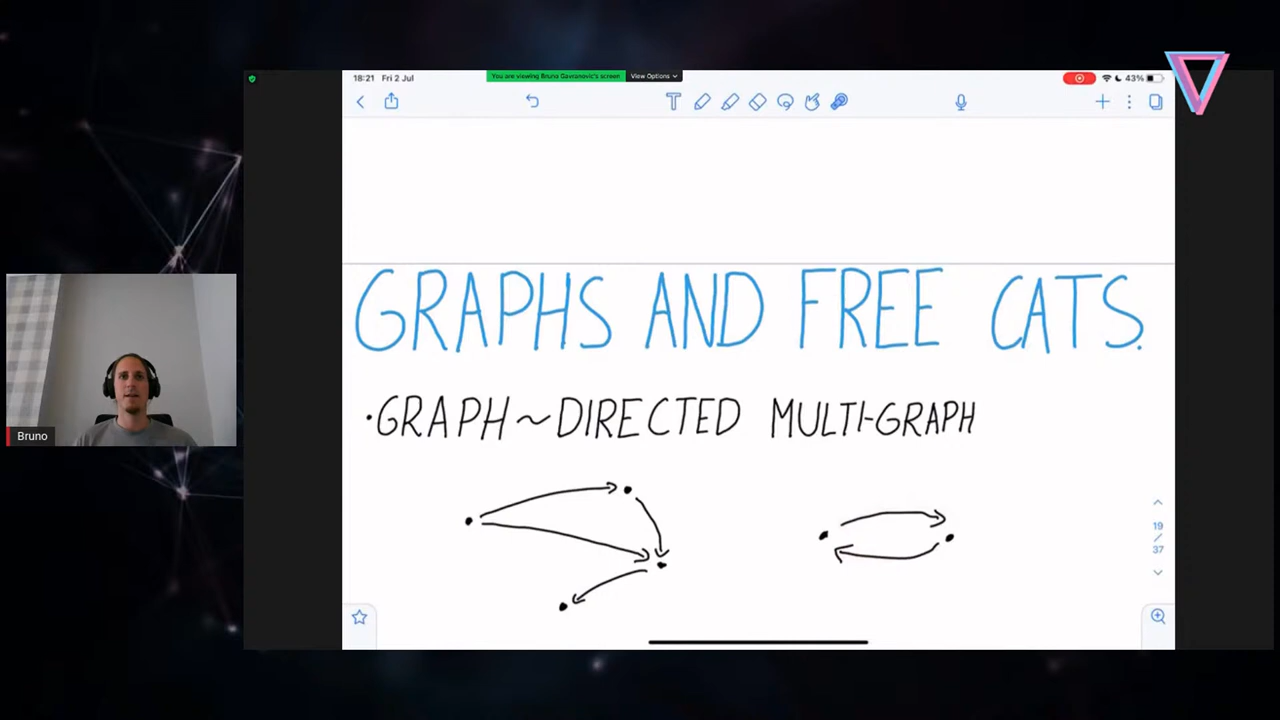 18:21 Fri 2 Jul
You are viewing Bruno Gavranovic's screen View Options
43%
GRAPHS AND FREE CATS.
·GRAPH~DIRECTED MULTI-GRAPH
Bruno
19
/
37